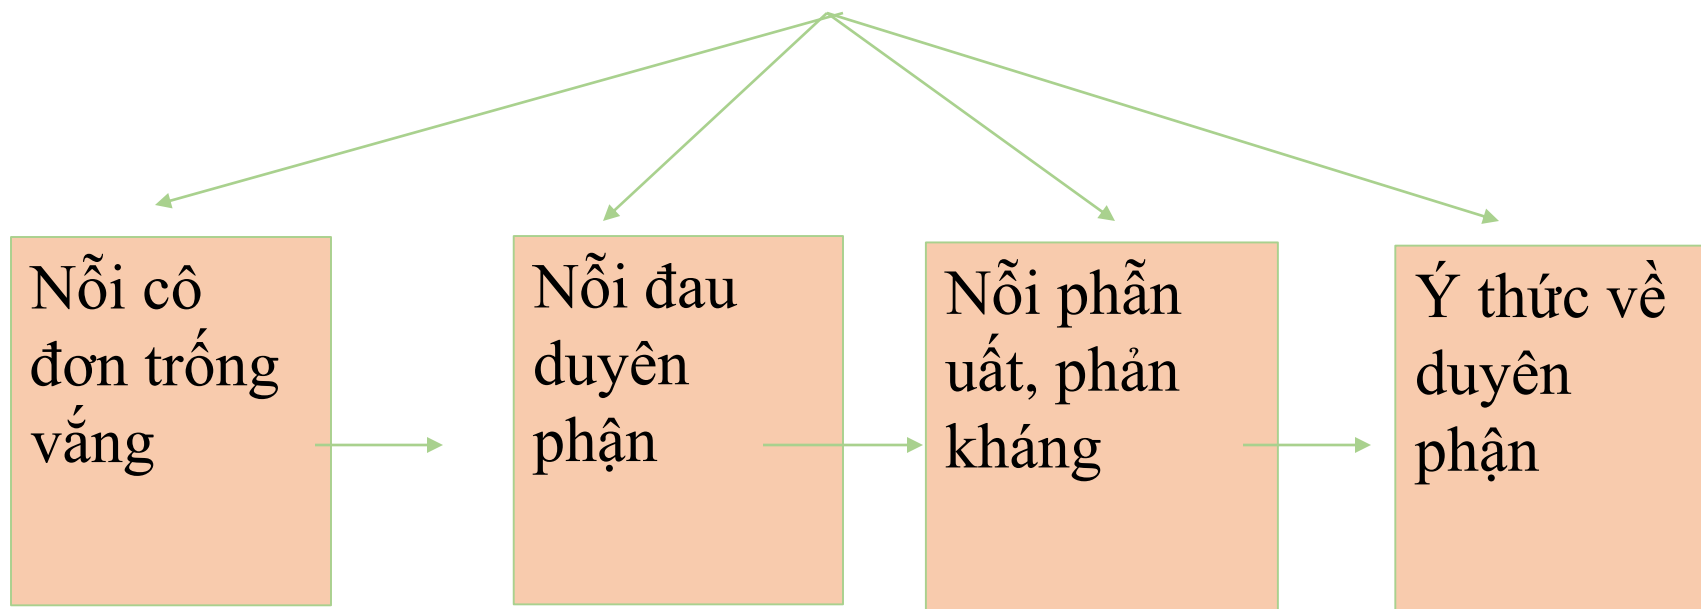 Nỗi cô
đơn trống
vắng
Nỗi đau
duyên
phận
Nỗi phẫn
uất, phản
kháng
Ý thức về
duyên
phận